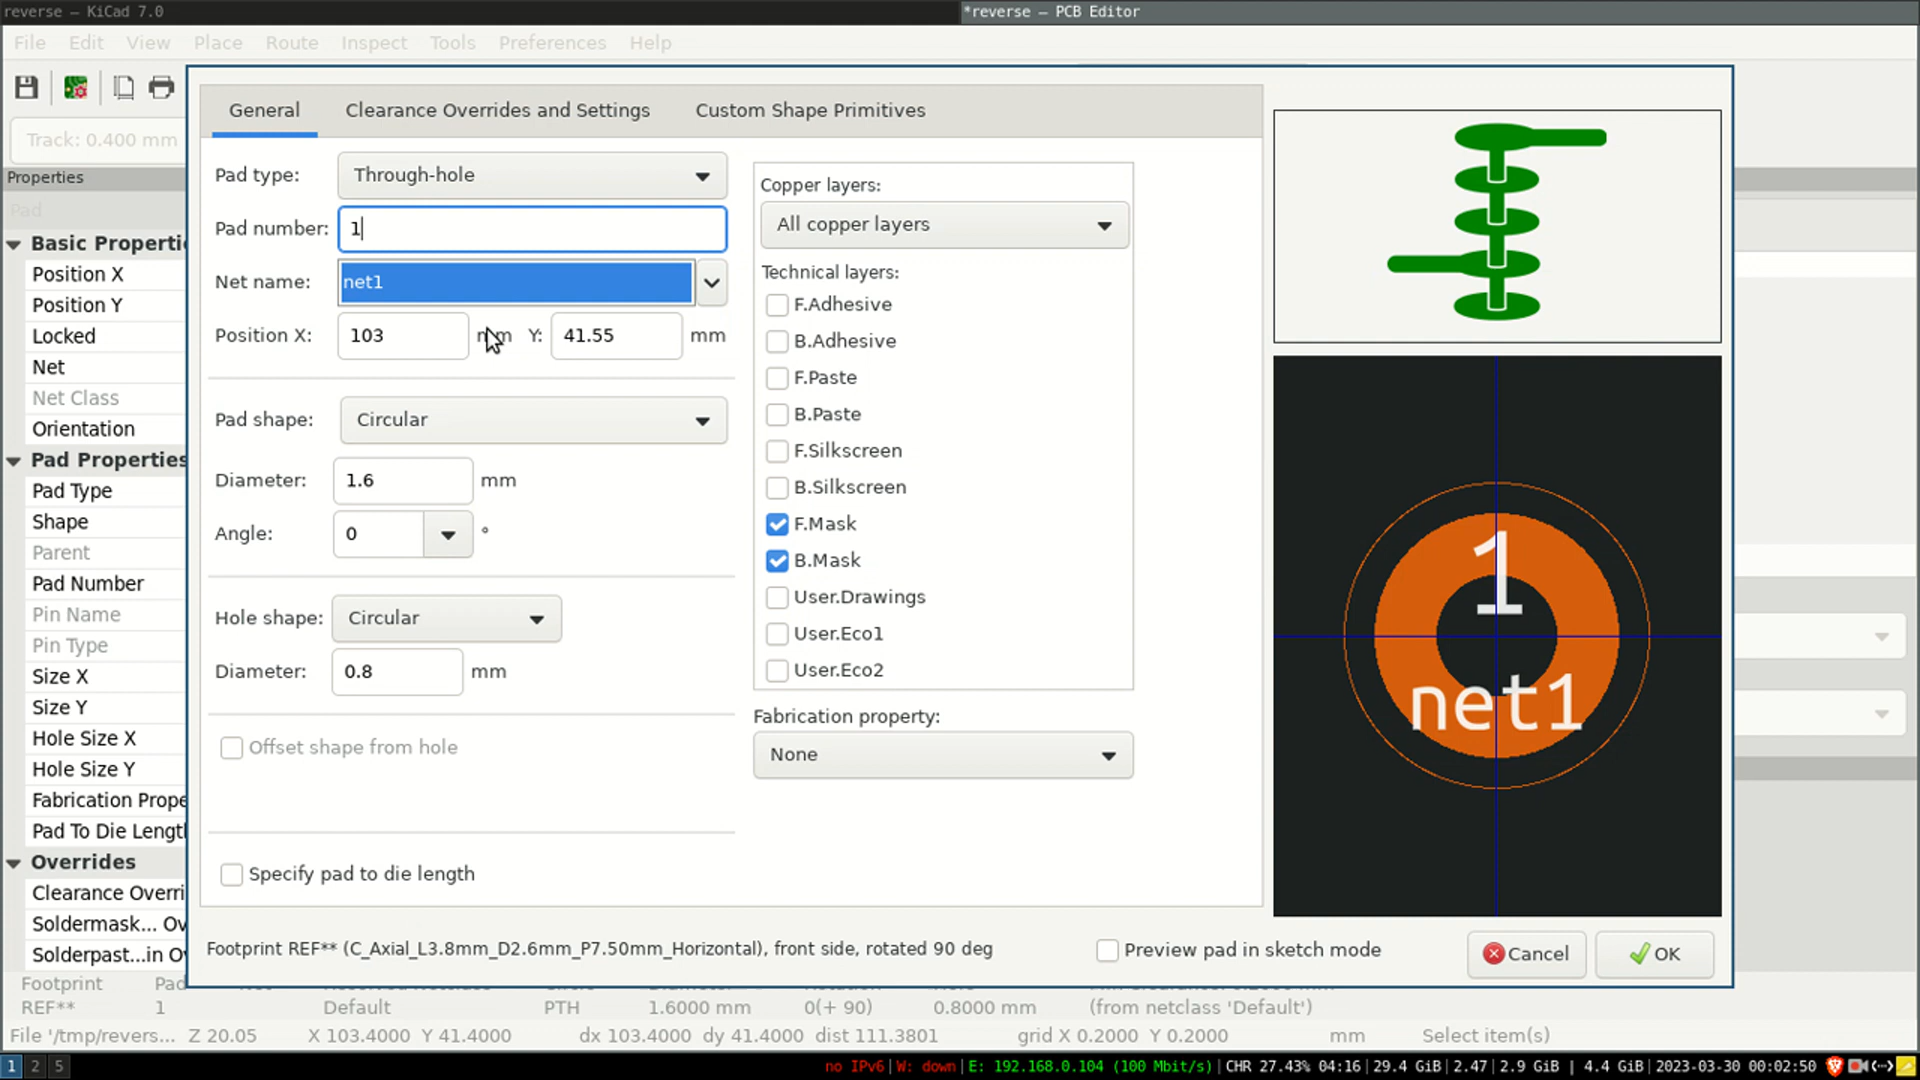 reverse — KiCad 7.0
*reverse — PCB Editor
File Edit View Place Route Inspect Tools Preferences Help
Track: 0.400 mm
Properties
Pad
Basic Properti
Position X
Position Y
Locked
Net
Net Class
Orientation
Pad Properties
Pad Type
Shape
Parent
Pad Number
Pin Name
Pin Type
Size X
Size Y
Hole Size X
Hole Size Y
Fabrication Prope
Pad To Die Lengt
Overrides
Clearance Overri
Soldermask... Ov
Solderpast...in Ov
General Clearance Overrides and Settings Custom Shape Primitives
Pad type: Through-hole
Pad number: 1
Net name: net1
Position X: 103 mm Y: 41.55 mm
Pad shape: Circular
Diameter: 1.6 mm
Angle: 0 °
Hole shape: Circular
Diameter: 0.8 mm
Offset shape from hole
Specify pad to die length
Copper layers:
All copper layers
Technical layers:
F.Adhesive
B.Adhesive
F.Paste
B.Paste
F.Silkscreen
B.Silkscreen
F.Mask
B.Mask
User.Drawings
User.Eco1
User.Eco2
Fabrication property:
None
1
net1
Footprint REF** (C_Axial_L3.8mm_D2.6mm_P7.50mm_Horizontal), front side, rotated 90 deg
Preview pad in sketch mode
Cancel OK
Footprint Pad
REF** 1 Default PTH 1.6000 mm 0(+ 90) 0.8000 mm (from netclass 'Default')
File '/tmp/revers... Z 20.05 X 103.4000 Y 41.4000 dx 103.4000 dy 41.4000 dist 111.3801 grid X 0.2000 Y 0.2000 mm Select item(s)
1 2 5 no IPv6|W: down|E: 192.168.0.104 (100 Mbit/s)|CHR 27.43% 04:16|29.4 GiB|2.47|2.9 GiB | 4.4 GiB|2023-03-30 00:02:50